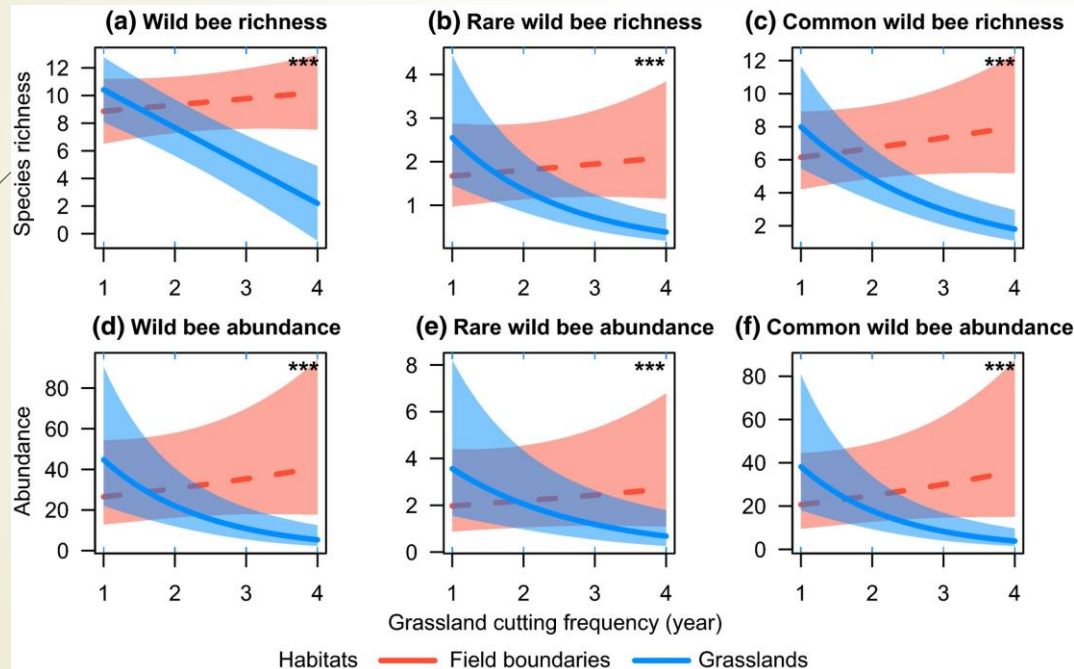 (a) Wild bee richness
(b) Rare wild bee richness
(c) Common wild bee richness
Species richness
12
10
8
6
4
2
0
1 2 3 4
***
4
3
2
1
1 2 3 4
***
12
10
8
6
4
2
1 2 3 4
***
(d) Wild bee abundance
(e) Rare wild bee abundance
(f) Common wild bee abundance
Abundance
80
60
40
20
0
1 2 3 4
***
8
6
4
2
0
1 2 3 4
***
80
60
40
20
0
1 2 3 4
***
Grassland cutting frequency (year)
Habitats Field boundaries Grasslands